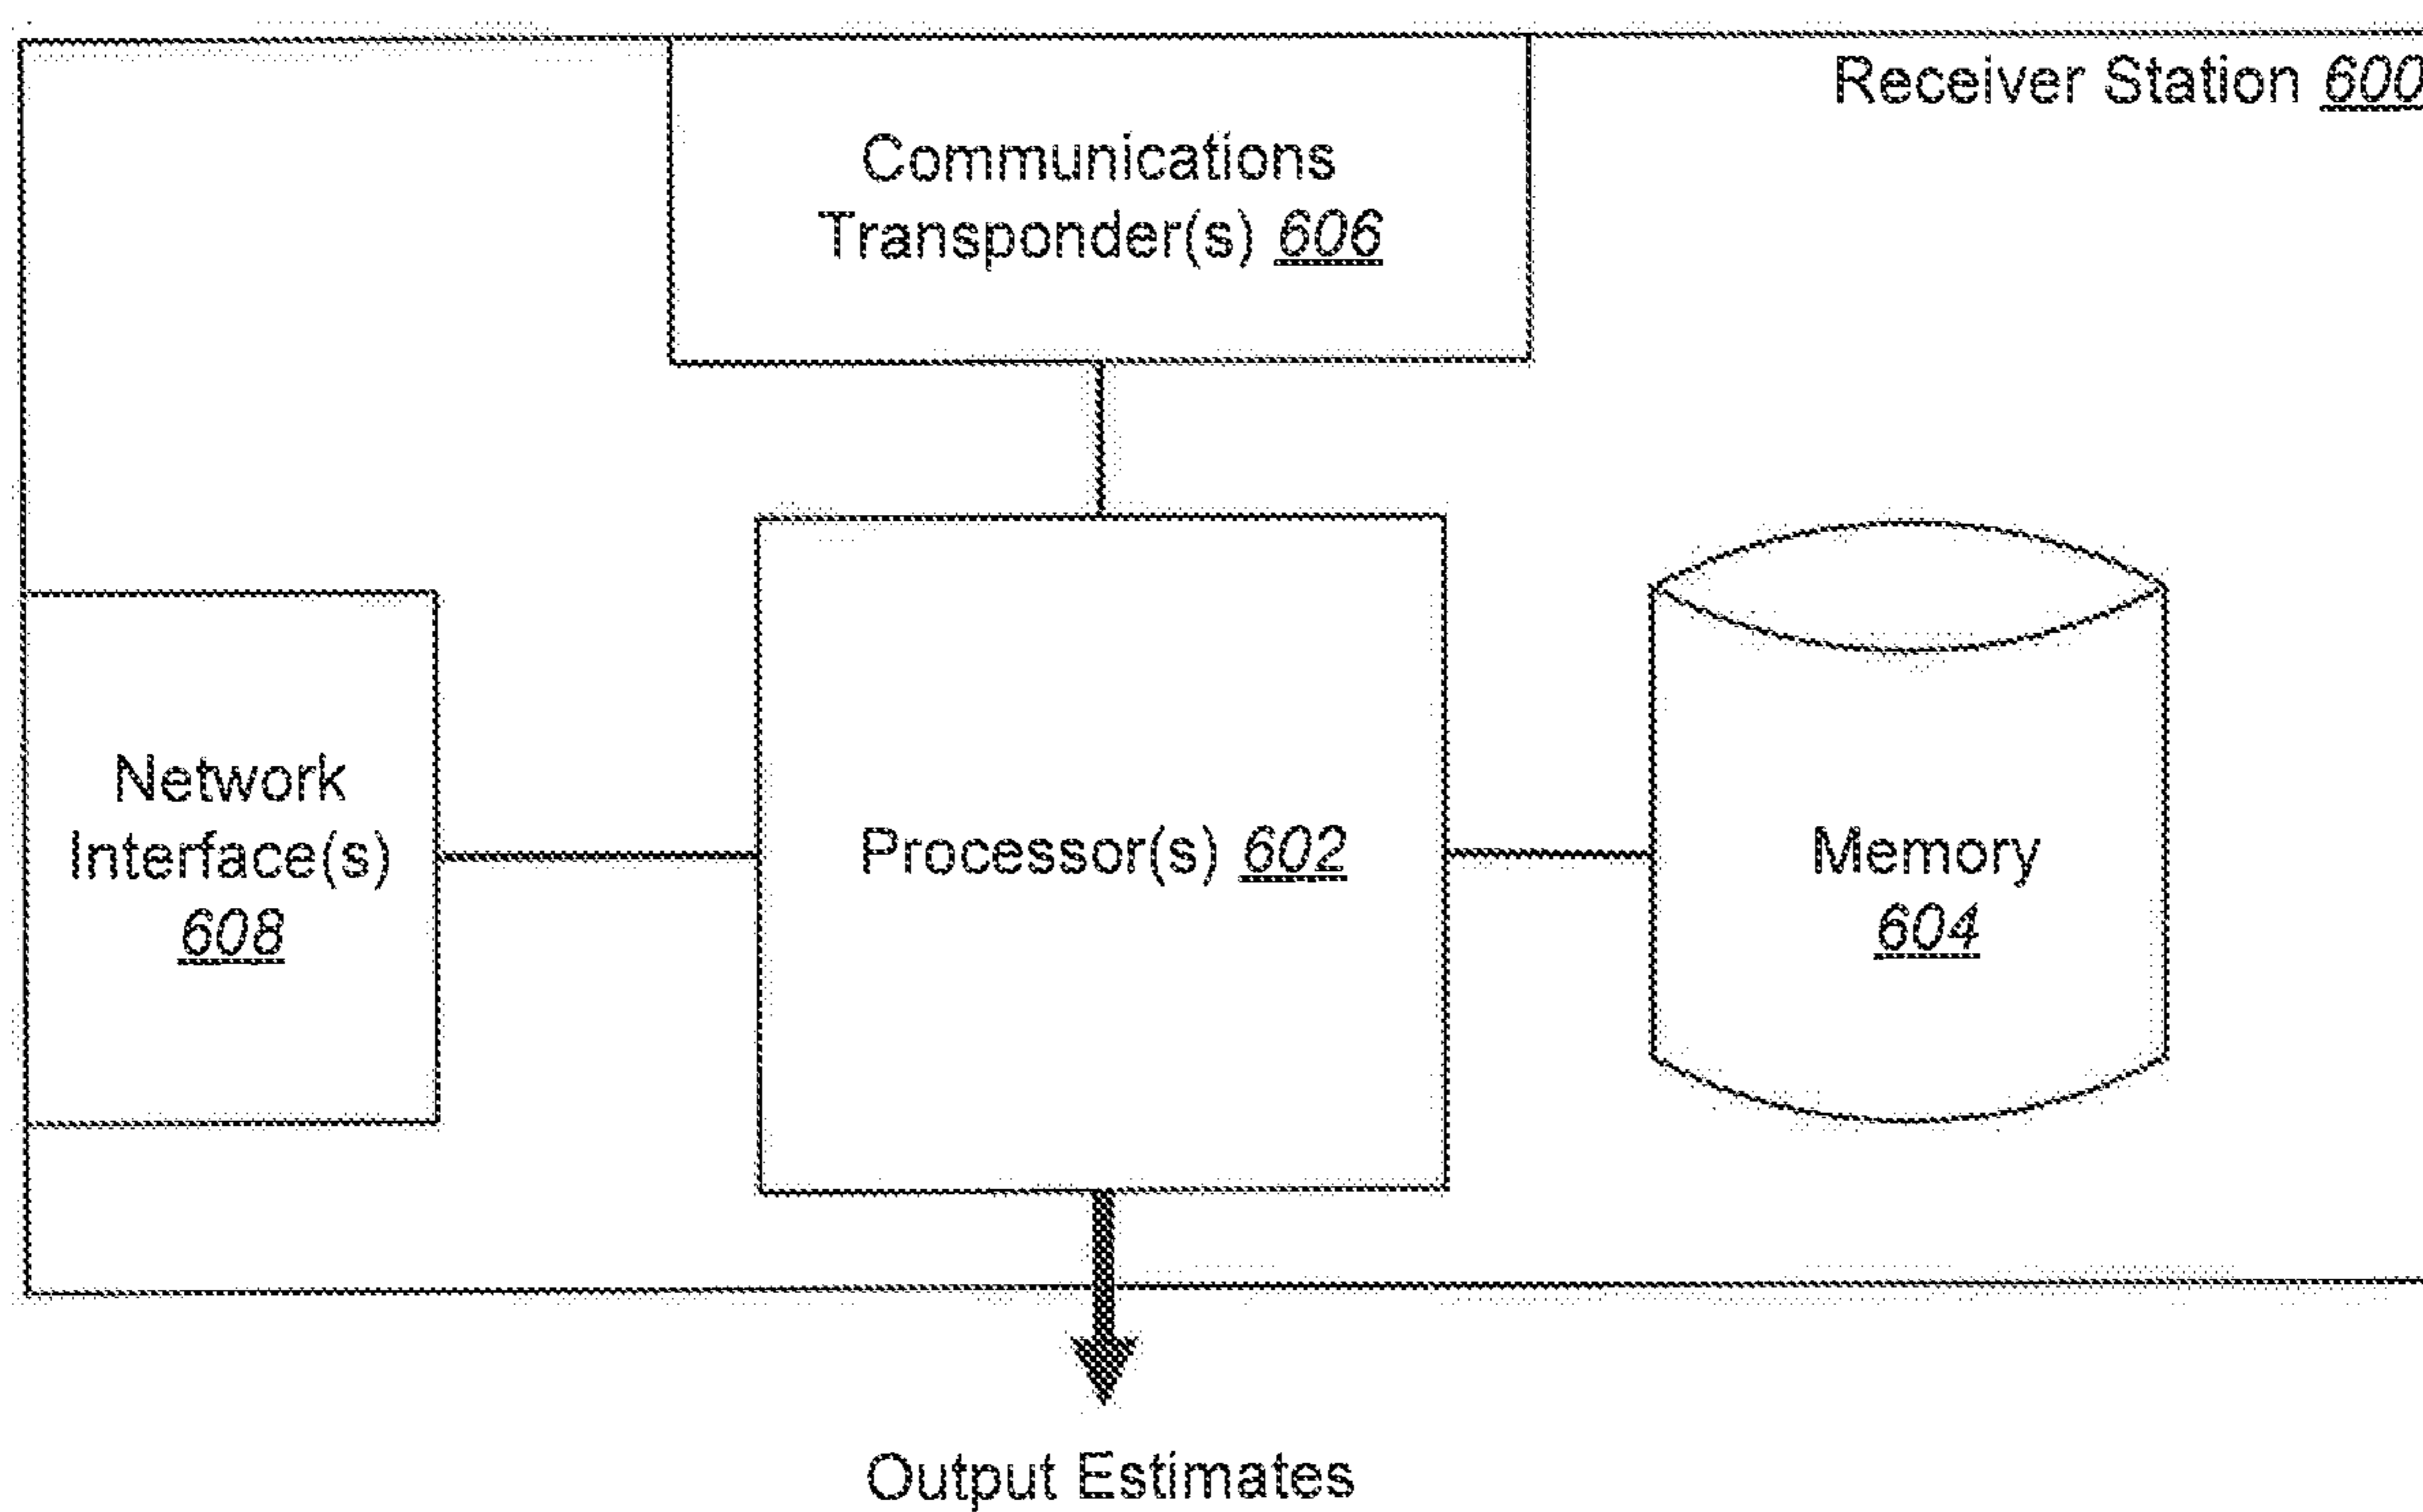 Receiver Station 600
Communications
Transponder(s) 606
Network
Interface(s)
608
Processor(s) 602
Memory
604
Output Estimates